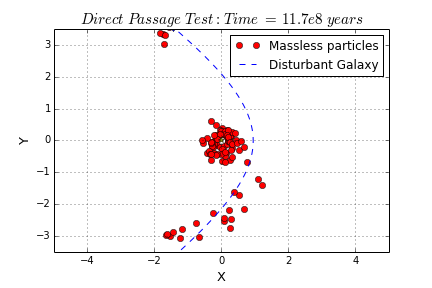 Direct Passage Test : Time = 11.7e8 years
Massless particles
Disturbant Galaxy
3
2
1
0
−1
−2
−3
Y
−4 −2 0 2 4
X